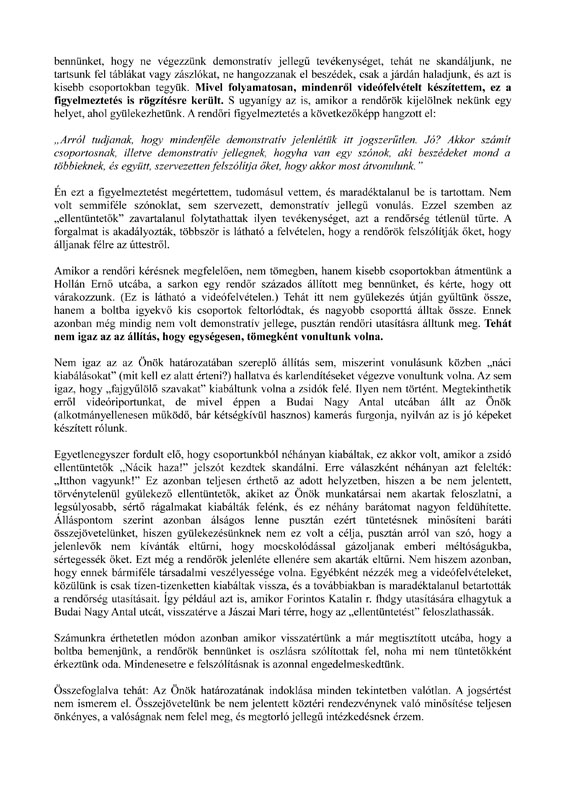 bennünket, hogy ne végezzünk demonstratív jellegű tevékenységet, tehát ne skandáljunk, ne
tartsunk fel táblákat vagy zászlókat, ne hangozzanak el beszédek, csak a járdán haladjunk, és azt is
kisebb csoportokban tegyük. Mivel folyamatosan, mindenről videófelvételt készítettem, ez a
figyelmeztetés is rögzítésre került. S ugyanígy az is, amikor a rendőrök kijelölnek nekünk egy
helyet, ahol gyülekezhetünk. A rendőri figyelmeztetés a következőképp hangzott el:
„Arról tudjanak, hogy mindenféle demonstratív jelenlétük itt jogszerűtlen. Jó? Akkor számít
csoportosnak, illetve demonstratív jellegnek, hogyha van egy szónok, aki beszédeket mond a
többieknek, és együtt, szervezetten felszólítja őket, hogy akkor most átvonulunk.”
Én ezt a figyelmeztetést megértettem, tudomásul vettem, és maradéktalanul be is tartottam. Nem
volt semmiféle szónoklat, sem szervezett, demonstratív jellegű vonulás. Ezzel szemben az
„ellentüntetők” zavartalanul folytathattak ilyen tevékenységet, azt a rendőrség tétlenül tűrte. A
forgalmat is akadályozták, többször is látható a felvételen, hogy a rendőrök felszólítják őket, hogy
álljanak félre az úttestről.
Amikor a rendőri kérésnek megfelelően, nem tömegben, hanem kisebb csoportokban átmentünk a
Hollán Ernő utcába, a sarkon egy rendőr százados állított meg bennünket, és kérte, hogy ott
várakozzunk. (Ez is látható a videófelvételen.) Tehát itt nem gyülekezés útján gyűltünk össze,
hanem a boltba igyekvő kis csoportok feltorlódtak, és nagyobb csoporttá álltak össze. Ennek
azonban még mindig nem volt demonstratív jellege, pusztán rendőri utasításra álltunk meg. Tehát
nem igaz az az állítás, hogy egységesen, tömegként vonultunk volna.
Nem igaz az az Önök határozatában szereplő állítás sem, miszerint vonulásunk közben „náci
kiabálásokat” (mit kell ez alatt érteni?) hallatva és karlendítéseket végezve vonultunk volna. Az sem
igaz, hogy „fajgyűlölő szavakat” kiabáltunk volna a zsidók felé. Ilyen nem történt. Megtekinthetik
erről videóriportunkat, de mivel éppen a Budai Nagy Antal utcában állt az Önök
(alkotmányellenesen működő, bár kétségkívül hasznos) kamerás furgonja, nyilván az is jó képeket
készített rólunk.
Egyetlenegyszer fordult elő, hogy csoportunkból néhányan kiabáltak, ez akkor volt, amikor a zsidó
ellentüntetők „Nácik haza!” jelszót kezdtek skandálni. Erre válaszként néhányan azt felelték:
„Itthon vagyunk!” Ez azonban teljesen érthető az adott helyzetben, hiszen a be nem jelentett,
törvénytelenül gyülekező ellentüntetők, akiket az Önök munkatársai nem akartak feloszlatni, a
legsúlyosabb, sértő rágalmakat kiabálták felénk, és ez néhány barátomat nagyon feldühítette.
Álláspontom szerint azonban álságos lenne pusztán ezért tüntetésnek minősíteni baráti
összejövetelünket, hiszen gyülekezésünknek nem ez volt a célja, pusztán arról van szó, hogy a
jelenlevők nem kívánták eltűrni, hogy mocskolódással gázoljanak emberi méltóságukba,
sértegessék őket. Ezt még a rendőrök jelenléte ellenére sem akarták eltűrni. Nem hiszem azonban,
hogy ennek bármiféle társadalmi veszélyessége volna. Egyébként nézzék meg a videófelvételeket,
közülünk is csak tízen-tizenketten kiabáltak vissza, és a továbbiakban is maradéktalanul betartották
a rendőrség utasításait. Így például azt is, amikor Forintos Katalin r. fhdgy utasítására elhagytuk a
Budai Nagy Antal utcát, visszatérve a Jászai Mari térre, hogy az „ellentüntetést” feloszlathassák.
Számunkra érthetetlen módon azonban amikor visszatértünk a már megtisztított utcába, hogy a
boltba bemenjünk, a rendőrök bennünket is oszlásra szólítottak fel, noha mi nem tüntetőként
érkeztünk oda. Mindenesetre e felszólításnak is azonnal engedelmeskedtünk.
Összefoglalva tehát: Az Önök határozatának indoklása minden tekintetben valótlan. A jogsértést
nem ismerem el. Összejövetelünk be nem jelentett köztéri rendezvénynek való minősítése teljesen
önkényes, a valóságnak nem felel meg, és megtorló jellegű intézkedésnek érzem.